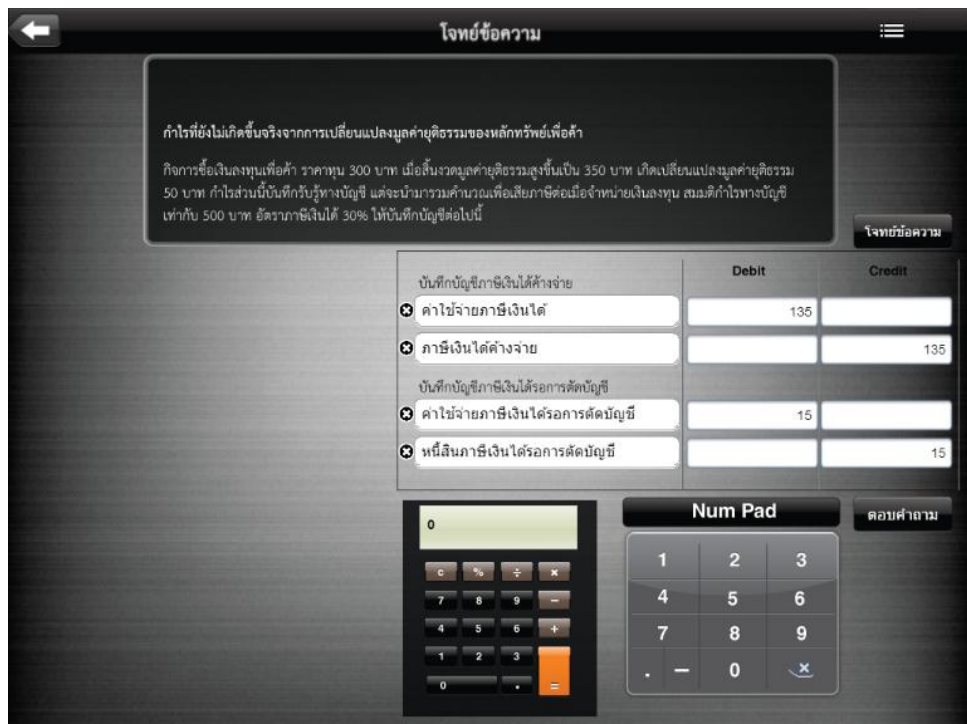 โจทย์ข้อความ
กำไรที่ยังไม่เกิดขึ้นจริงจากการเปลี่ยนแปลงมูลค่ายุติธรรมของหลักทรัพย์เพื่อค้า
กิจการซื้อเงินลงทุนเพื่อค้า ราคาทุน 300 บาท เมื่อสิ้นงวดมูลค่ายุติธรรมสูงขึ้นเป็น 350 บาท เกิดเปลี่ยนแปลงมูลค่ายุติธรรม
50 บาท กำไรส่วนนี้บันทึกรับรู้ทางบัญชี แต่จะนำมารวมคำนวณเพื่อเสียภาษีต่อเมื่อจำหน่ายเงินลงทุน สมมติกำไรทางบัญชี
เท่ากับ 500 บาท อัตราภาษีเงินได้ 30% ให้บันทึกบัญชีต่อไปนี้
โจทย์ข้อความ
Debit Credit
บันทึกบัญชีภาษีเงินได้ค้างจ่าย
ค่าใช้จ่ายภาษีเงินได้ 135
ภาษีเงินได้ค้างจ่าย 135
บันทึกบัญชีภาษีเงินได้รอการตัดบัญชี
ค่าใช้จ่ายภาษีเงินได้รอการตัดบัญชี 15
หนี้สินภาษีเงินได้รอการตัดบัญชี 15
0
c % ÷ ×
7 8 9 −
4 5 6 +
1 2 3
0 . =
Num Pad
1 2 3
4 5 6
7 8 9
. − 0 x
ตอบคำถาม